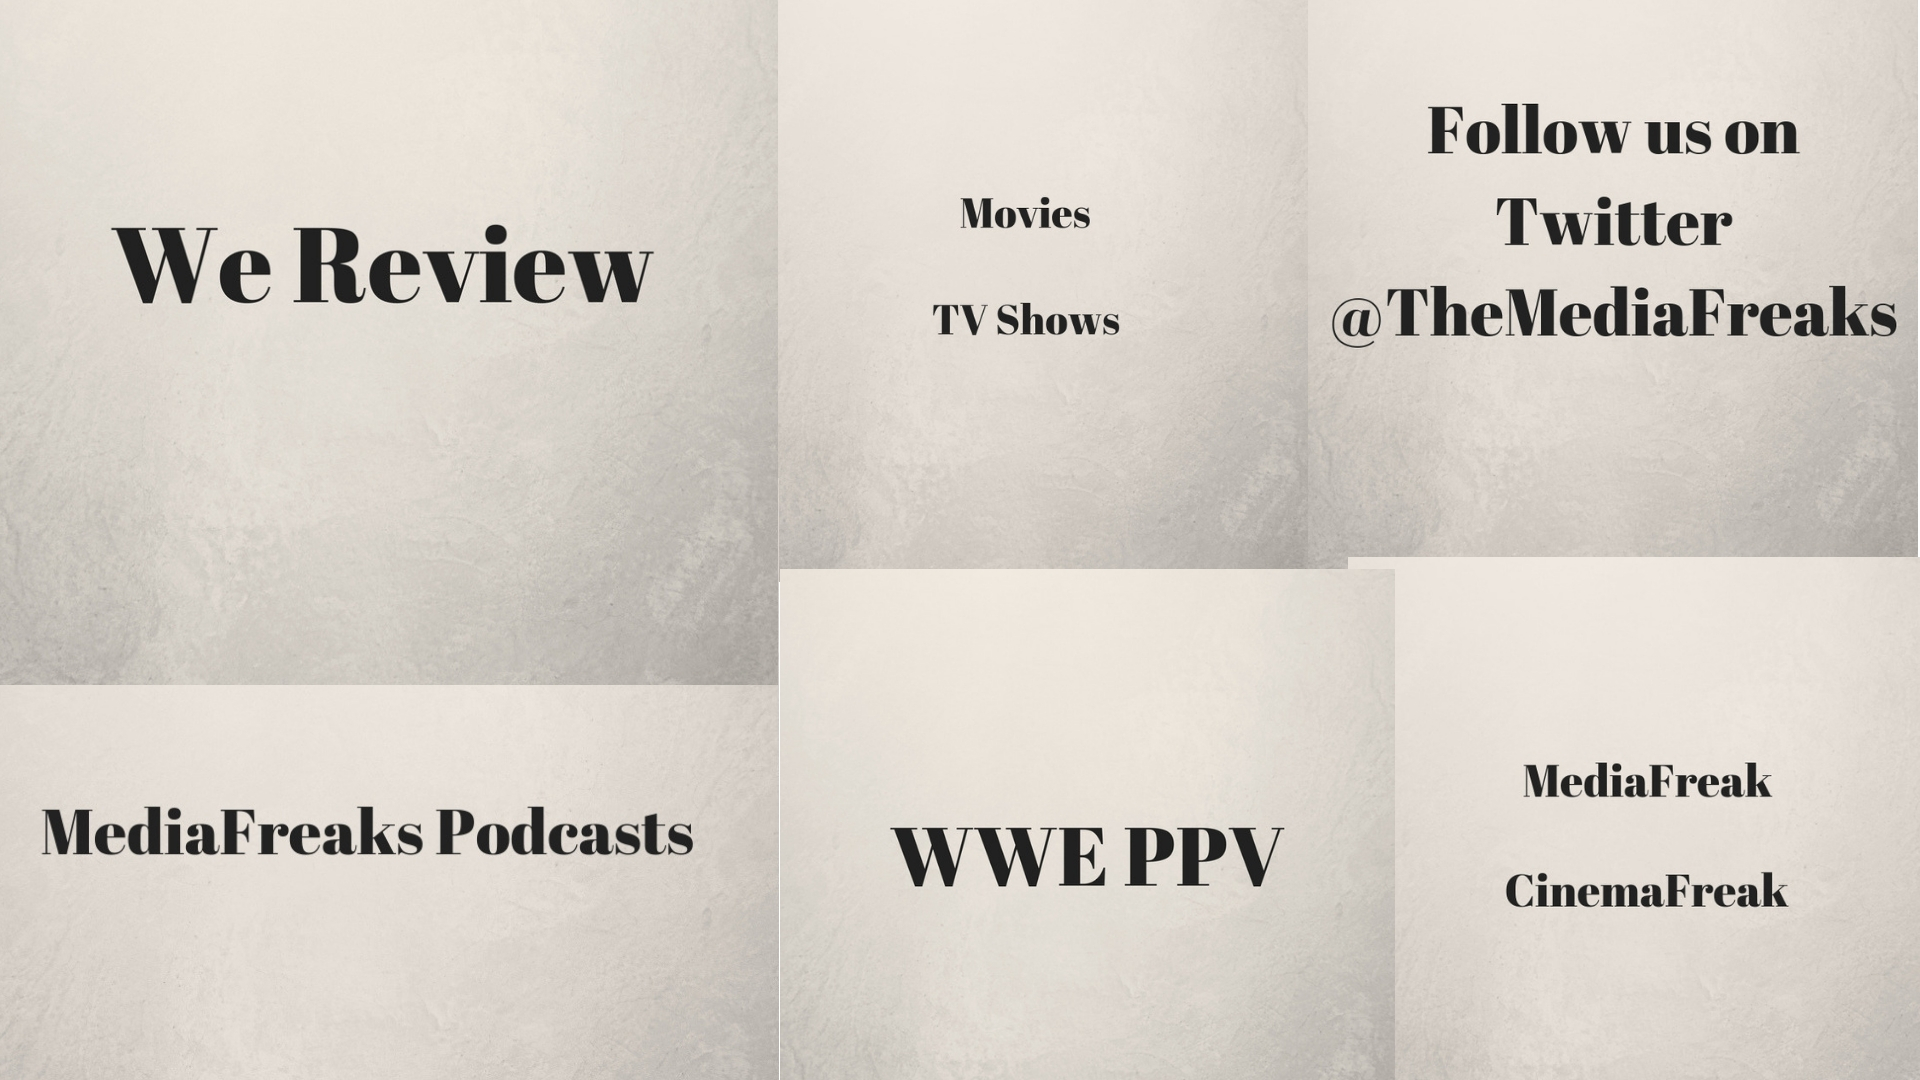 We Review
Movies
TV Shows
Follow us on
Twitter
@TheMediaFreaks
MediaFreaks Podcasts
WWE PPV
MediaFreak
CinemaFreak